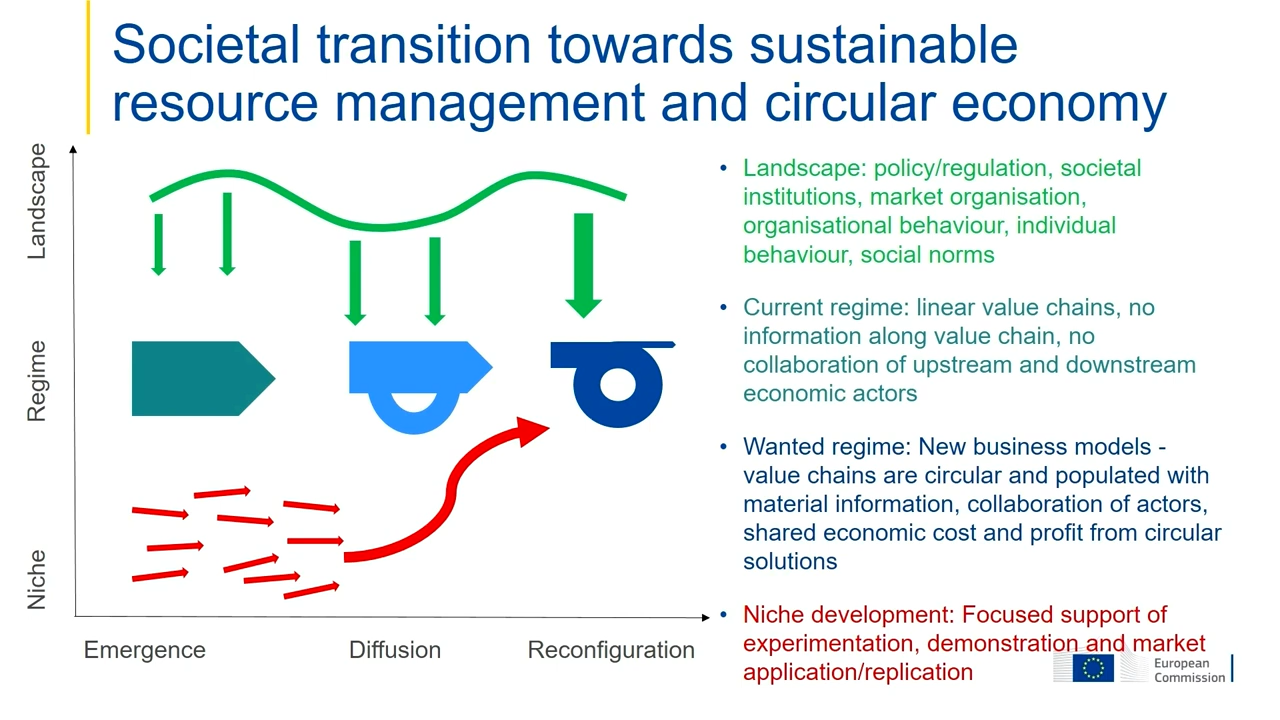 Societal transition towards sustainable
resource management and circular economy
Landscape
Regime
Niche
Emergence
Diffusion
Reconfiguration
• Landscape: policy/regulation, societal
institutions, market organisation,
organisational behaviour, individual
behaviour, social norms
• Current regime: linear value chains, no
information along value chain, no
collaboration of upstream and downstream
economic actors
• Wanted regime: New business models -
value chains are circular and populated with
material information, collaboration of actors,
shared economic cost and profit from circular
solutions
• Niche development: Focused support of
experimentation, demonstration and market
application/replication
European
Commission